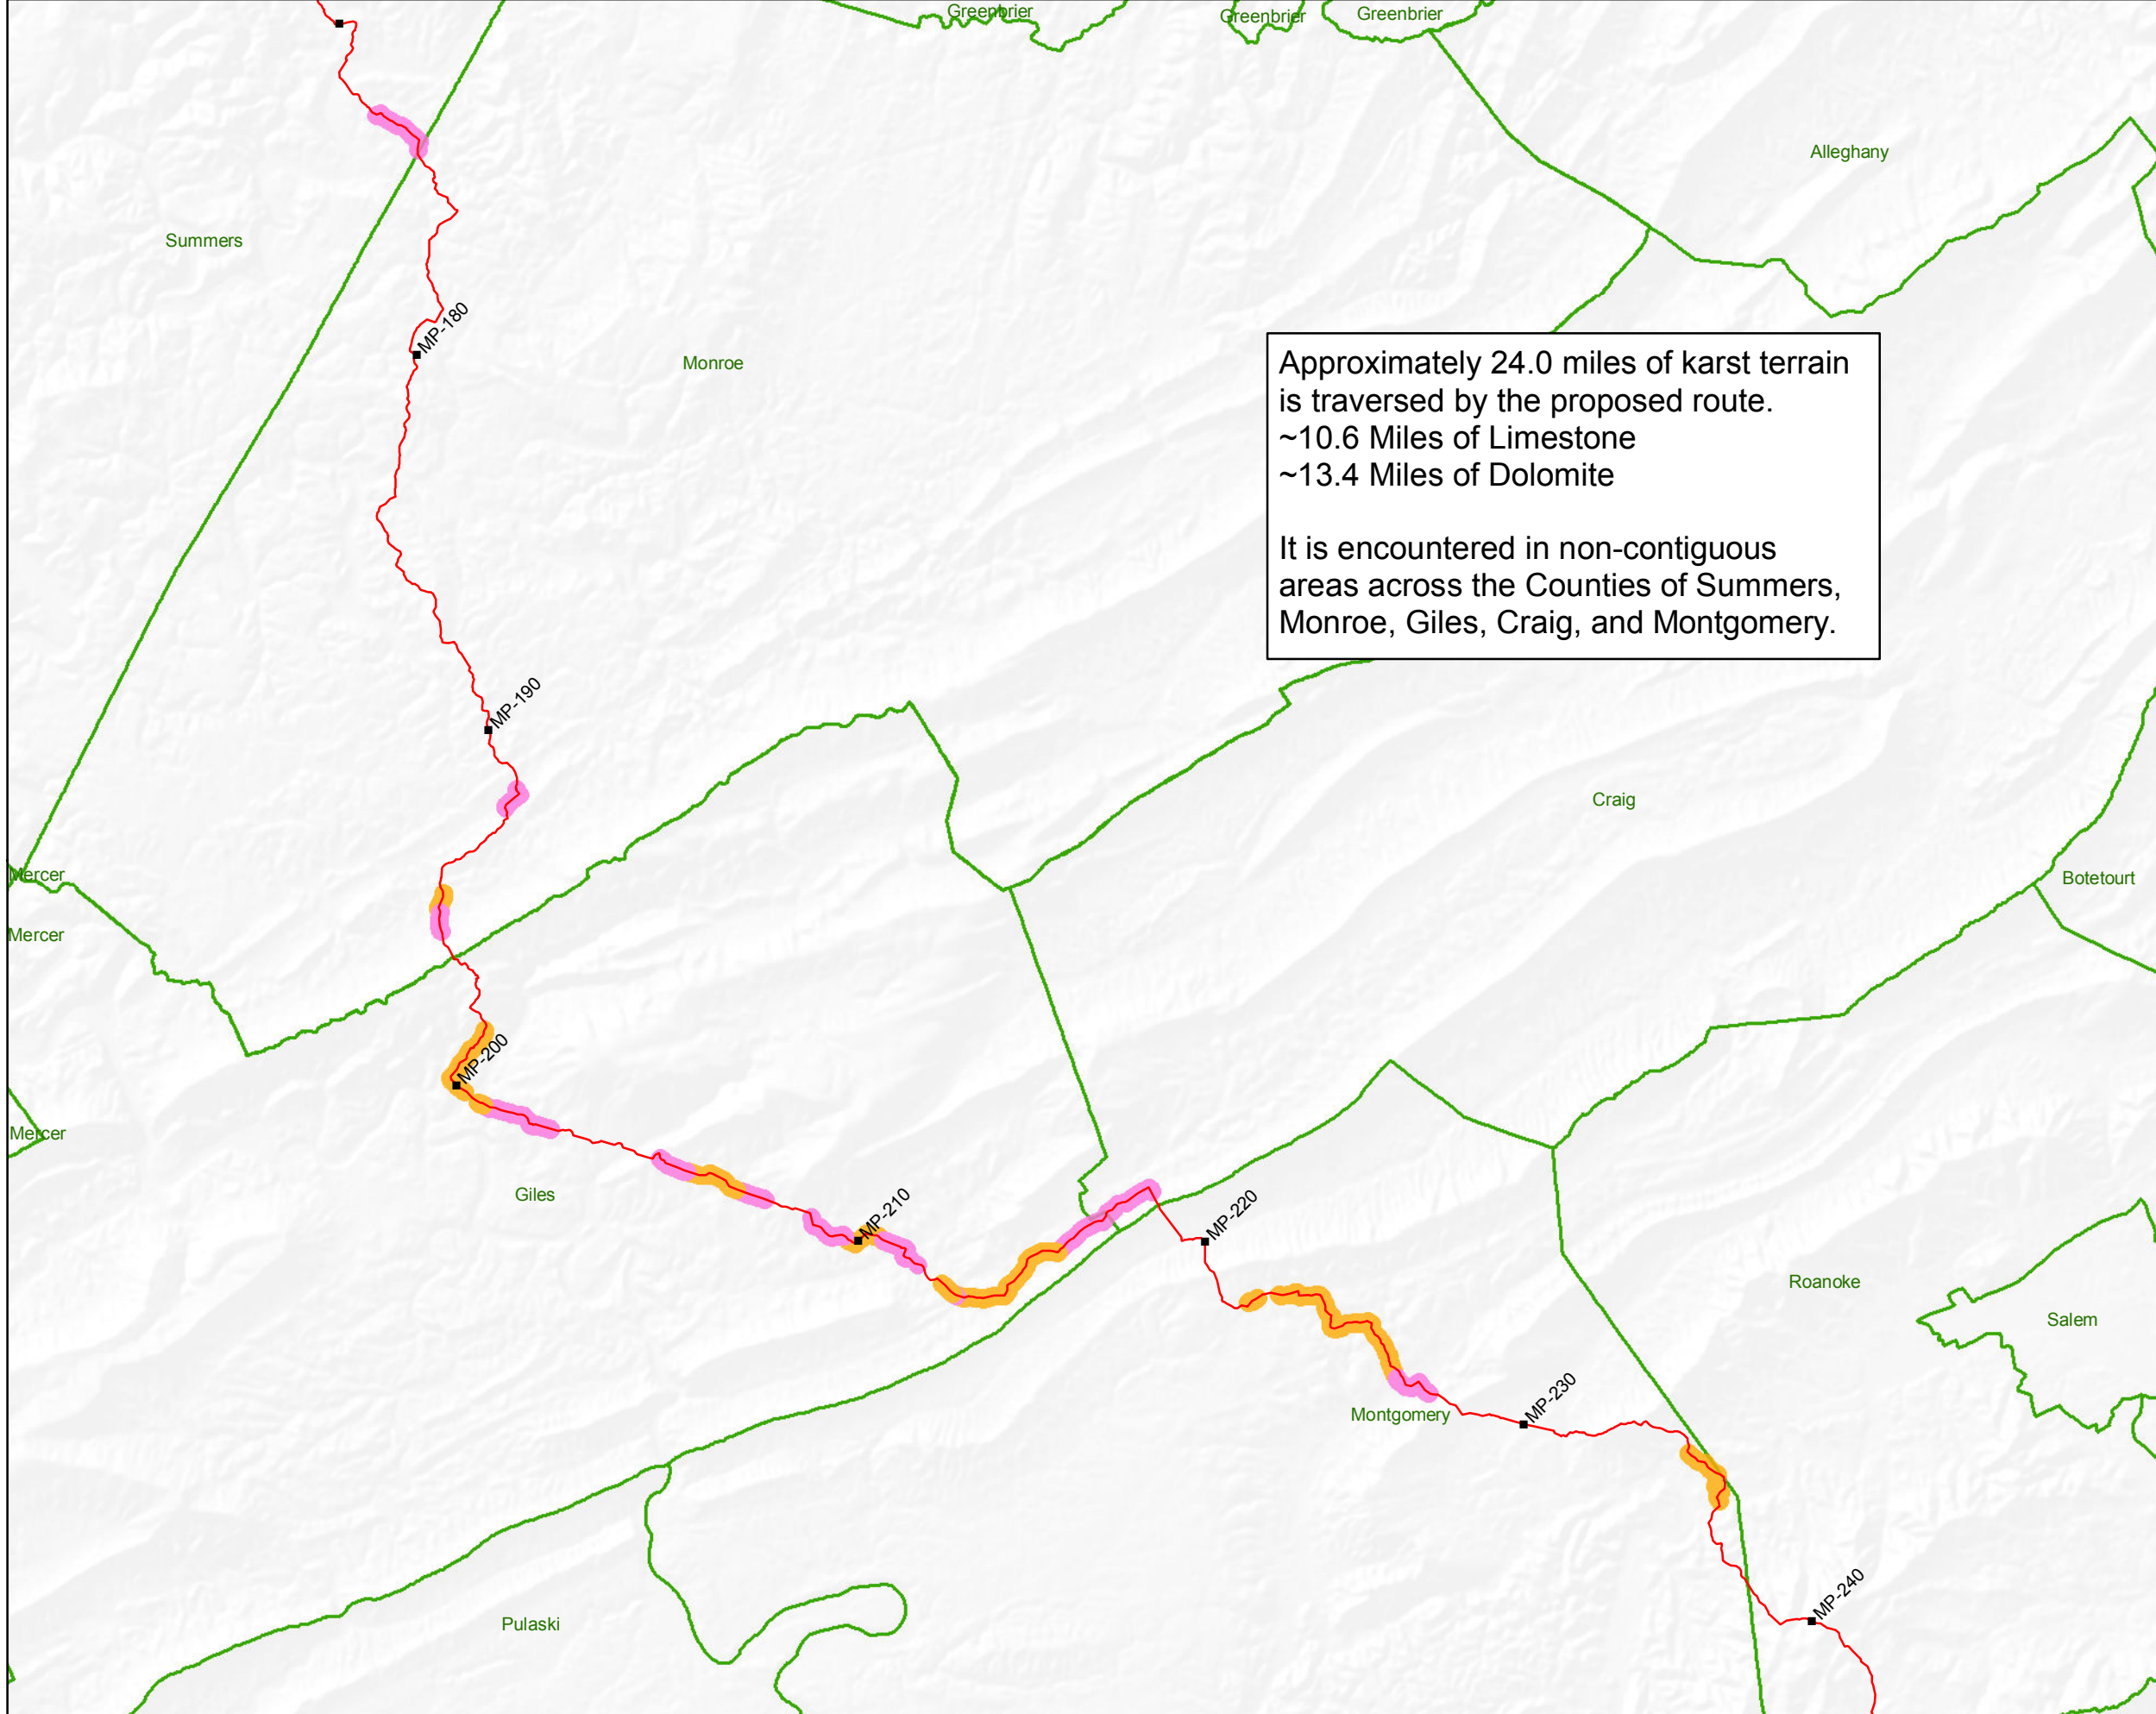 Greenbrier
Greenbrier
Greenbrier
Alleghany
Summers
MP-180
Monroe
Approximately 24.0 miles of karst terrain
is traversed by the proposed route.
~10.6 Miles of Limestone
~13.4 Miles of Dolomite
It is encountered in non-contiguous
areas across the Counties of Summers,
Monroe, Giles, Craig, and Montgomery.
MP-190
Craig
Mercer
Botetourt
Mercer
MP-200
Mercer
Giles
MP-210
MP-220
Roanoke
Salem
MP-230
Montgomery
MP-240
Pulaski